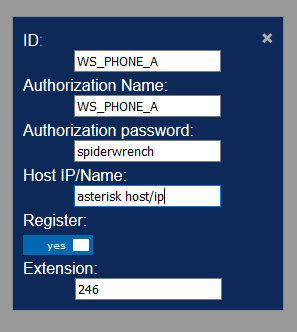 ID:
WS_PHONE_A
Authorization Name:
WS_PHONE_A
Authorization password:
spiderwrench
Host IP/Name:
asterisk host/ip
Register:
yes
Extension:
246